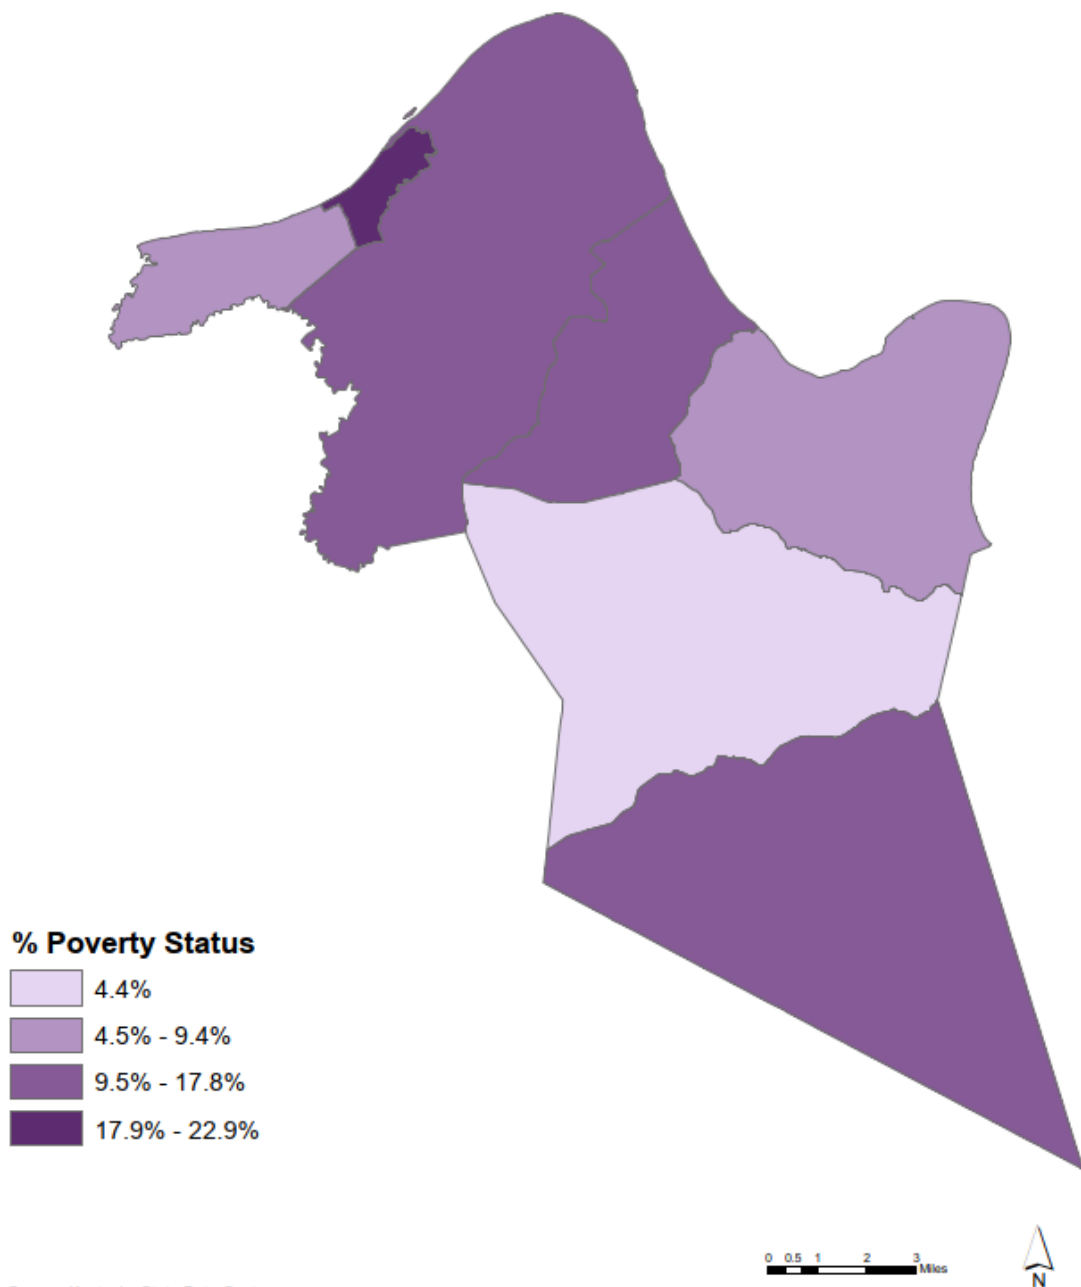 % Poverty Status
4.4%
4.5% - 9.4%
9.5% - 17.8%
17.9% - 22.9%
0 0.5 1 2 3
Miles
N